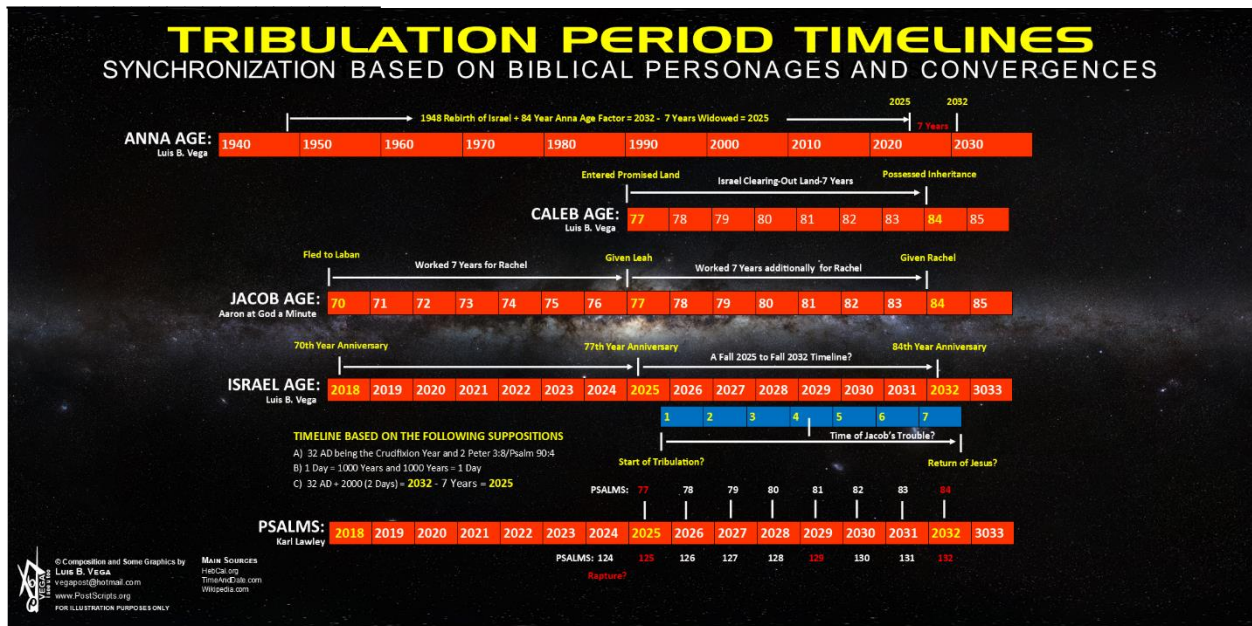 TRIBULATION PERIOD TIMELINES
SYNCHRONIZATION BASED ON BIBLICAL PERSONAGES AND CONVERGENCES
2025 2032
1948 Rebirth of Israel + 84 Year Anna Age Factor = 2032 - 7 Years Widowed = 2025
7 Years
ANNA AGE:
Luis B. Vega
1940 1950 1960 1970 1980 1990 2000 2010 2020 2030
Entered Promised Land Israel Clearing-Out Land-7 Years Possessed Inheritance
CALEB AGE:
Luis B. Vega
77 78 79 80 81 82 83 84 85
Fled to Laban Worked 7 Years for Rachel Given Leah Worked 7 Years additionally for Rachel Given Rachel
JACOB AGE:
Aaron at God a Minute
70 71 72 73 74 75 76 77 78 79 80 81 82 83 84 85
70th Year Anniversary 77th Year Anniversary A Fall 2025 to Fall 2032 Timeline? 84th Year Anniversary
ISRAEL AGE:
Luis B. Vega
2018 2019 2020 2021 2022 2023 2024 2025 2026 2027 2028 2029 2030 2031 2032 3033
1 2 3 4 5 6 7
Time of Jacob's Trouble?
Start of Tribulation? Return of Jesus?
TIMELINE BASED ON THE FOLLOWING SUPPOSITIONS
A) 32 AD being the Crucifixion Year and 2 Peter 3:8/Psalm 90:4
B) 1 Day = 1000 Years and 1000 Years = 1 Day
C) 32 AD + 2000 (2 Days) = 2032 - 7 Years = 2025
PSALMS: 77 78 79 80 81 82 83 84
PSALMS:
Karl Lawley
2018 2019 2020 2021 2022 2023 2024 2025 2026 2027 2028 2029 2030 2031 2032 3033
PSALMS: 124 125 126 127 128 129 130 131 132
Rapture?
VEGA
© Composition and Some Graphics by
LUIS B. VEGA
vegapost@hotmail.com
www.PostScripts.org
FOR ILLUSTRATION PURPOSES ONLY
MAIN SOURCES
HebCal.org
TimeAndDate.com
Wikipedia.com